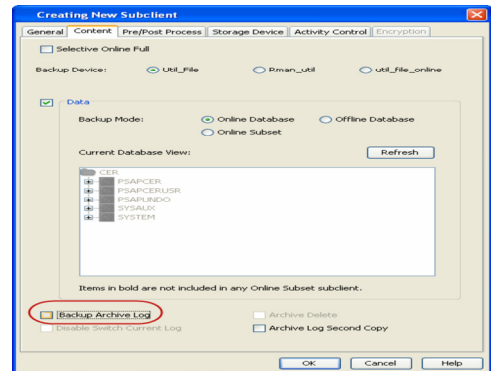 Creating New Subclient
General Content Pre/Post Process Storage Device Activity Control Encryption
Selective Online Full
Backup Device: Util_File Rman_util util_file_online
Data
Backup Mode: Online Database Offline Database
Online Subset
Current Database View: Refresh
CER
PSAPCER
PSAPCERUSR
PSAPUNDO
SYSAUX
SYSTEM
Items in bold are not included in any Online Subset subclient.
Backup Archive Log Archive Delete
Disable Switch Current Log Archive Log Second Copy
OK Cancel Help